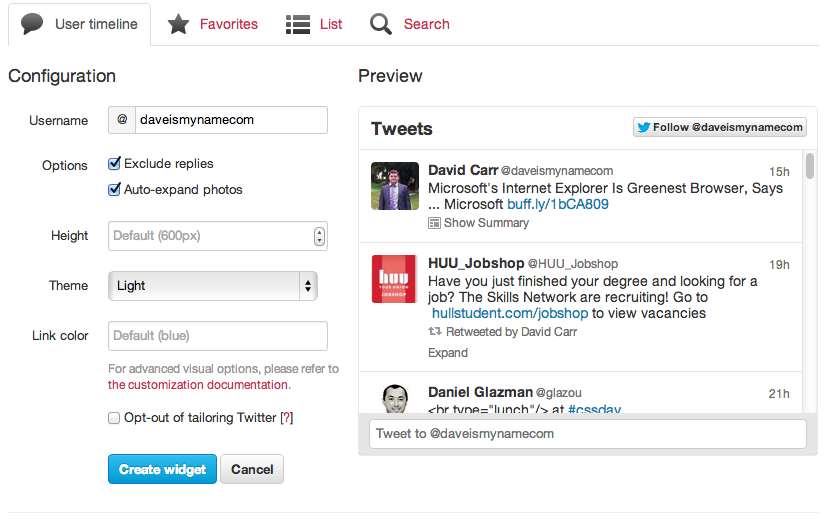 User timeline
Favorites
List
Search
Configuration
Username
@
daveismynamecom
Options
Exclude replies
Auto-expand photos
Height
Default (600px)
Theme
Light
Link color
Default (blue)
For advanced visual options, please refer to
the customization documentation.
Opt-out of tailoring Twitter [?]
Create widget
Cancel
Preview
Tweets
Follow @daveismynamecom
David Carr @daveismynamecom 15h
Microsoft's Internet Explorer Is Greenest Browser, Says
... Microsoft buff.ly/1bCA809
Show Summary
huu
YOUR UNION
JOBSHOP
HUU_Jobshop @HUU_Jobshop 19h
Have you just finished your degree and looking for a
job? The Skills Network are recruiting! Go to
hullstudent.com/jobshop to view vacancies
Retweeted by David Carr
Expand
Daniel Glazman @glazou 21h
<br type="lunch"/> at #cssday
Tweet to @daveismynamecom